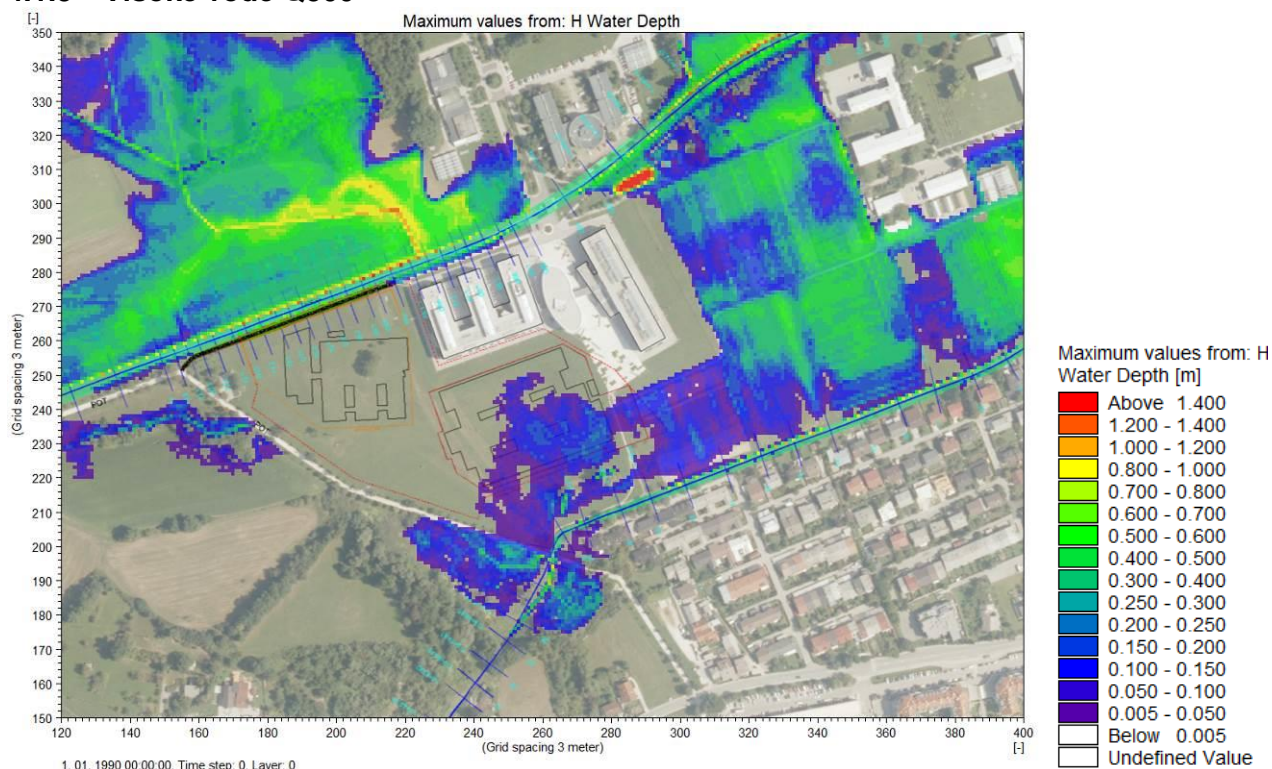 Maximum values from: H Water Depth
[-]
350
340
330
320
310
300
290
280
270
260
250
240
230
220
210
200
190
180
170
160
150
(Grid spacing 3 meter)
POT
120 140 160 180 200 220 240 260 280 300 320 340 360 380 400
(Grid spacing 3 meter)
[-]
1. 01. 1990 00:00:00, Time step: 0, Layer: 0
Maximum values from: H
Water Depth [m]
Above 1.400
1.200 - 1.400
1.000 - 1.200
0.800 - 1.000
0.700 - 0.800
0.600 - 0.700
0.500 - 0.600
0.400 - 0.500
0.300 - 0.400
0.250 - 0.300
0.200 - 0.250
0.150 - 0.200
0.100 - 0.150
0.050 - 0.100
0.005 - 0.050
Below 0.005
Undefined Value